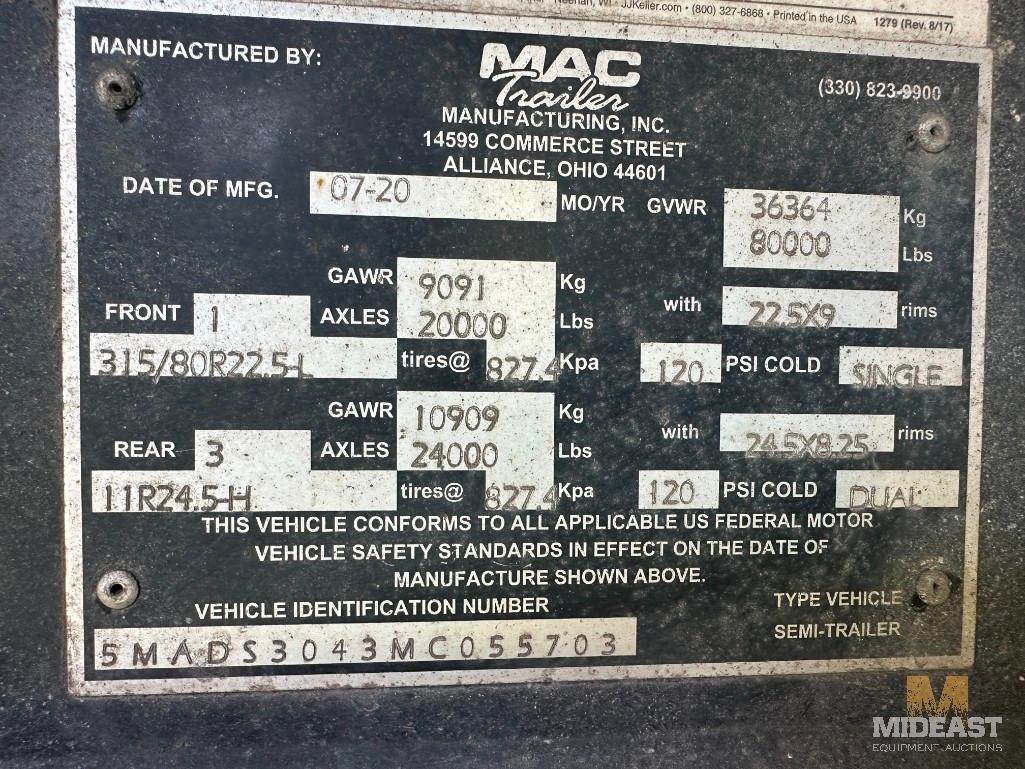 Neenah, WI • JJKeller.com • (800) 327-6868 • Printed in the USA 1279 (Rev. 8/17)
MANUFACTURED BY:
MAC
Trailer
(330) 823-9900
MANUFACTURING, INC.
14599 COMMERCE STREET
ALLIANCE, OHIO 44601
DATE OF MFG. 07-20 MO/YR GVWR 36364 Kg
80000 Lbs
GAWR 9091 Kg
FRONT 1 AXLES 20000 Lbs with 22.5X9 rims
315/80R22.5-L tires@ 827.4 Kpa 120 PSI COLD SINGLE
GAWR 10909 Kg
REAR 3 AXLES 24000 Lbs with 24.5X8.25 rims
11R24.5-H tires@ 827.4 Kpa 120 PSI COLD DUAL
THIS VEHICLE CONFORMS TO ALL APPLICABLE US FEDERAL MOTOR
VEHICLE SAFETY STANDARDS IN EFFECT ON THE DATE OF
MANUFACTURE SHOWN ABOVE.
VEHICLE IDENTIFICATION NUMBER
TYPE VEHICLE
SEMI-TRAILER
5MADS3043MC055703
M
MIDEAST
EQUIPMENT AUCTIONS